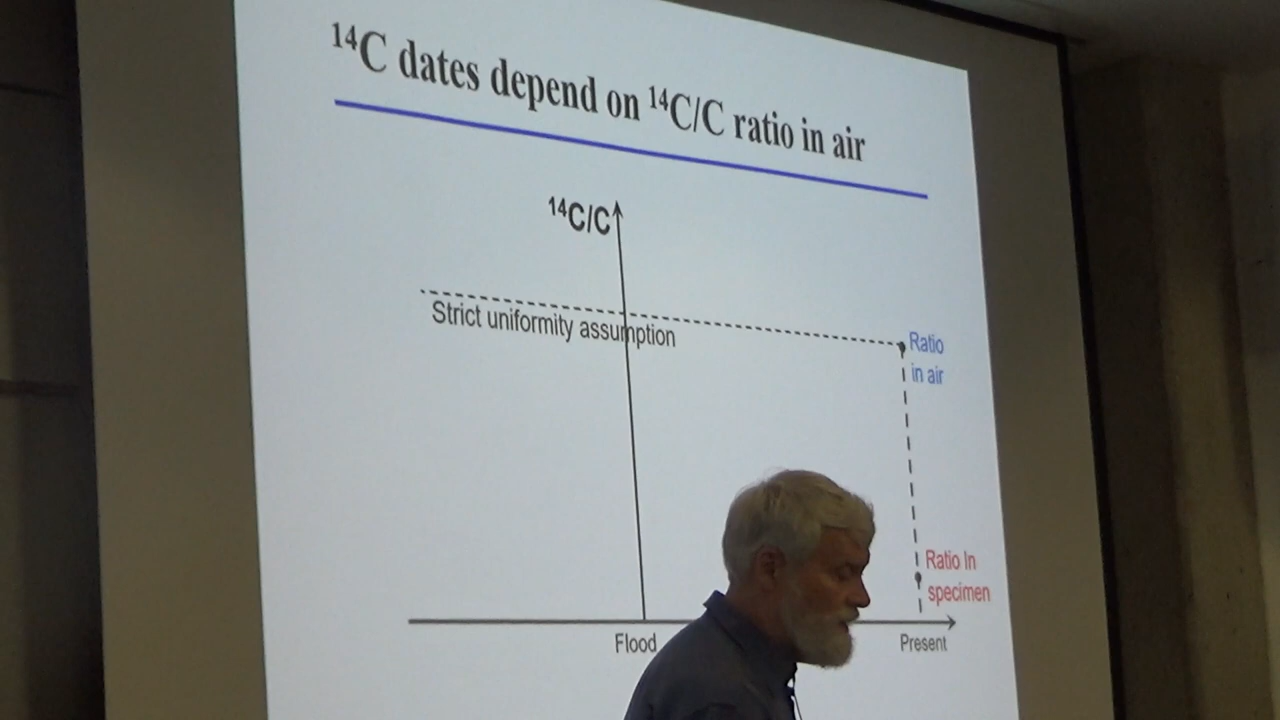 ¹⁴C dates depend on ¹⁴C/C ratio in air
¹⁴C/C
Strict uniformity assumption
Ratio
in air
Ratio In
specimen
Flood
Present